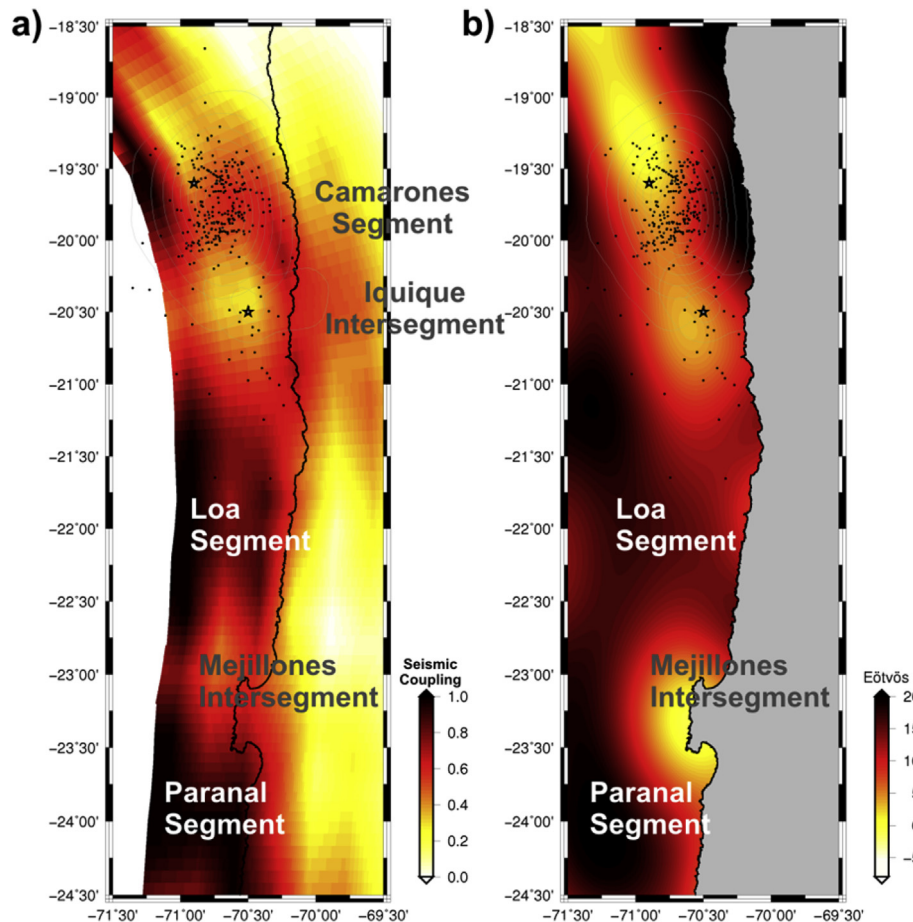 a)
−18°30'
−19°00'
−19°30'
−20°00'
−20°30'
−21°00'
−21°30'
−22°00'
−22°30'
−23°00'
−23°30'
−24°00'
−24°30'
−71°30' −71°00' −70°30' −70°00' −69°30'
Camarones
Segment
Iquique
Intersegment
Loa
Segment
Mejillones
Intersegment
Paranal
Segment
Seismic
Coupling
1.0
0.8
0.6
0.4
0.2
0.0
b)
−18°30'
−19°00'
−19°30'
−20°00'
−20°30'
−21°00'
−21°30'
−22°00'
−22°30'
−23°00'
−23°30'
−24°00'
−24°30'
−71°30' −71°00' −70°30' −70°00' −69°30'
Loa
Segment
Mejillones
Intersegment
Paranal
Segment
Eötvös
20